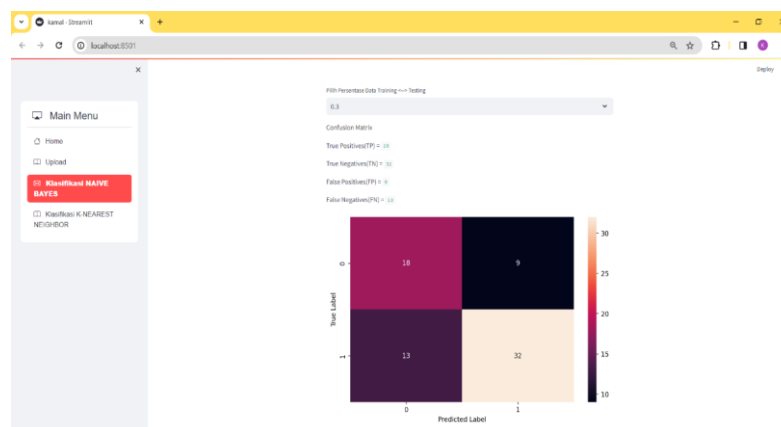 kamal · Streamlit
localhost:8501
Deploy
Main Menu
Home
Upload
Klasifikasi NAIVE
BAYES
Klasifikasi K-NEAREST
NEIGHBOR
Pilih Persentase Data Training <--> Testing
0.3
Confusion Matrix
True Positives(TP) = 18
True Negatives(TN) = 32
False Positives(FP) = 9
False Negatives(FN) = 13
0
18
9
30
25
True Label
20
1
13
32
15
10
0
1
Predicted Label